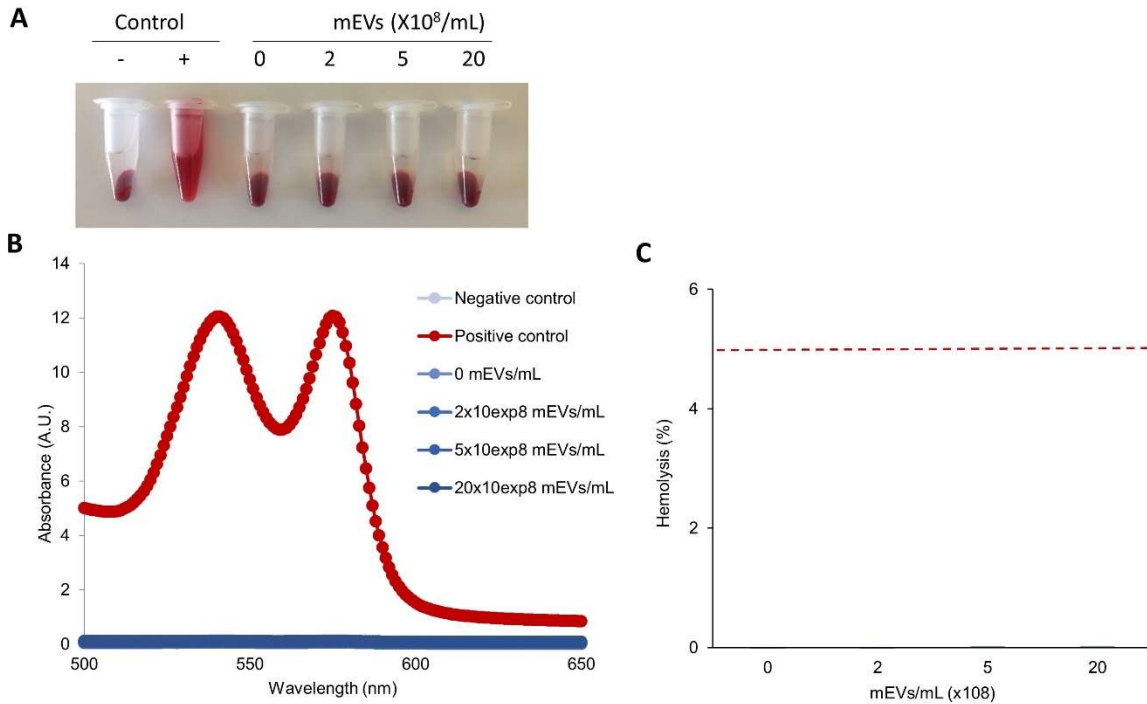 A
Control mEVs (X10⁸/mL)
- + 0 2 5 20
B
14
12
10
8
6
4
2
0
500 550 600 650
Absorbance (A.U.)
Wavelength (nm)
Negative control
Positive control
0 mEVs/mL
2x10exp8 mEVs/mL
5x10exp8 mEVs/mL
20x10exp8 mEVs/mL
C
6
4
2
0
0 2 5 20
Hemolysis (%)
mEVs/mL (x108)